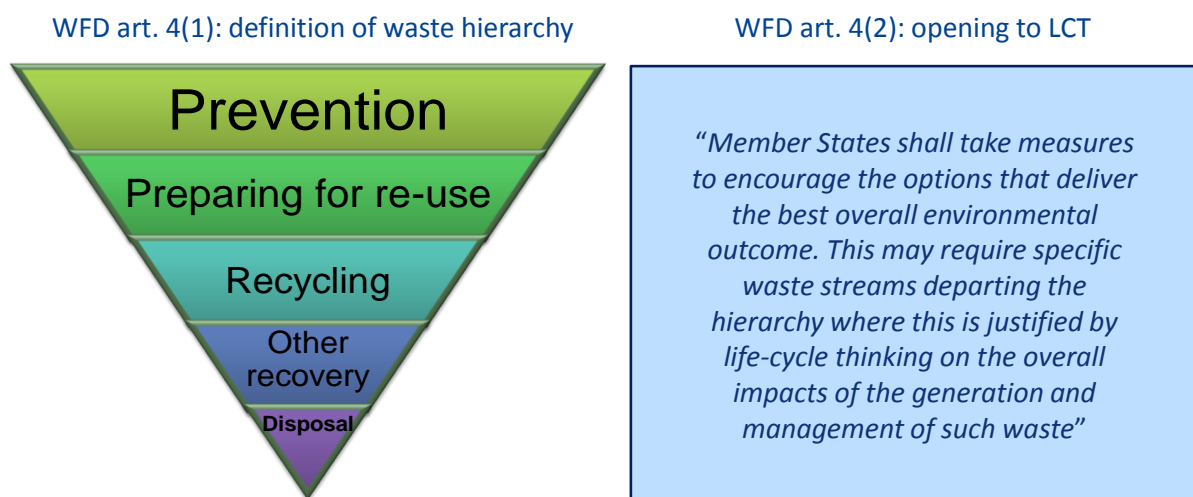 WFD art. 4(1): definition of waste hierarchy
Prevention
Preparing for re-use
Recycling
Other
recovery
Disposal
WFD art. 4(2): opening to LCT
“Member States shall take measures
to encourage the options that deliver
the best overall environmental
outcome. This may require specific
waste streams departing the
hierarchy where this is justified by
life-cycle thinking on the overall
impacts of the generation and
management of such waste”